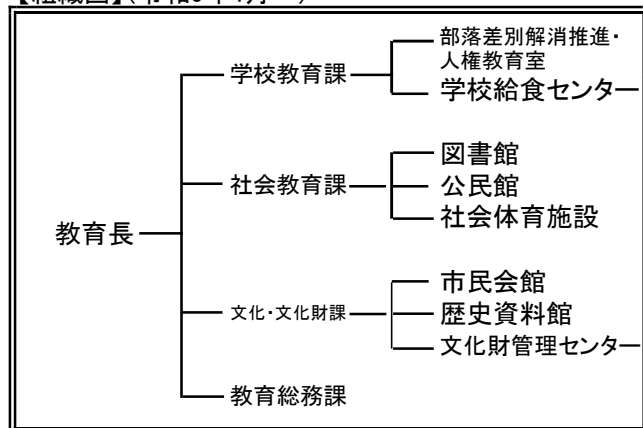 教育長
学校教育課
部落差別解消推進・
人権教育室
学校給食センター
社会教育課
図書館
公民館
社会体育施設
文化・文化財課
市民会館
歴史資料館
文化財管理センター
教育総務課